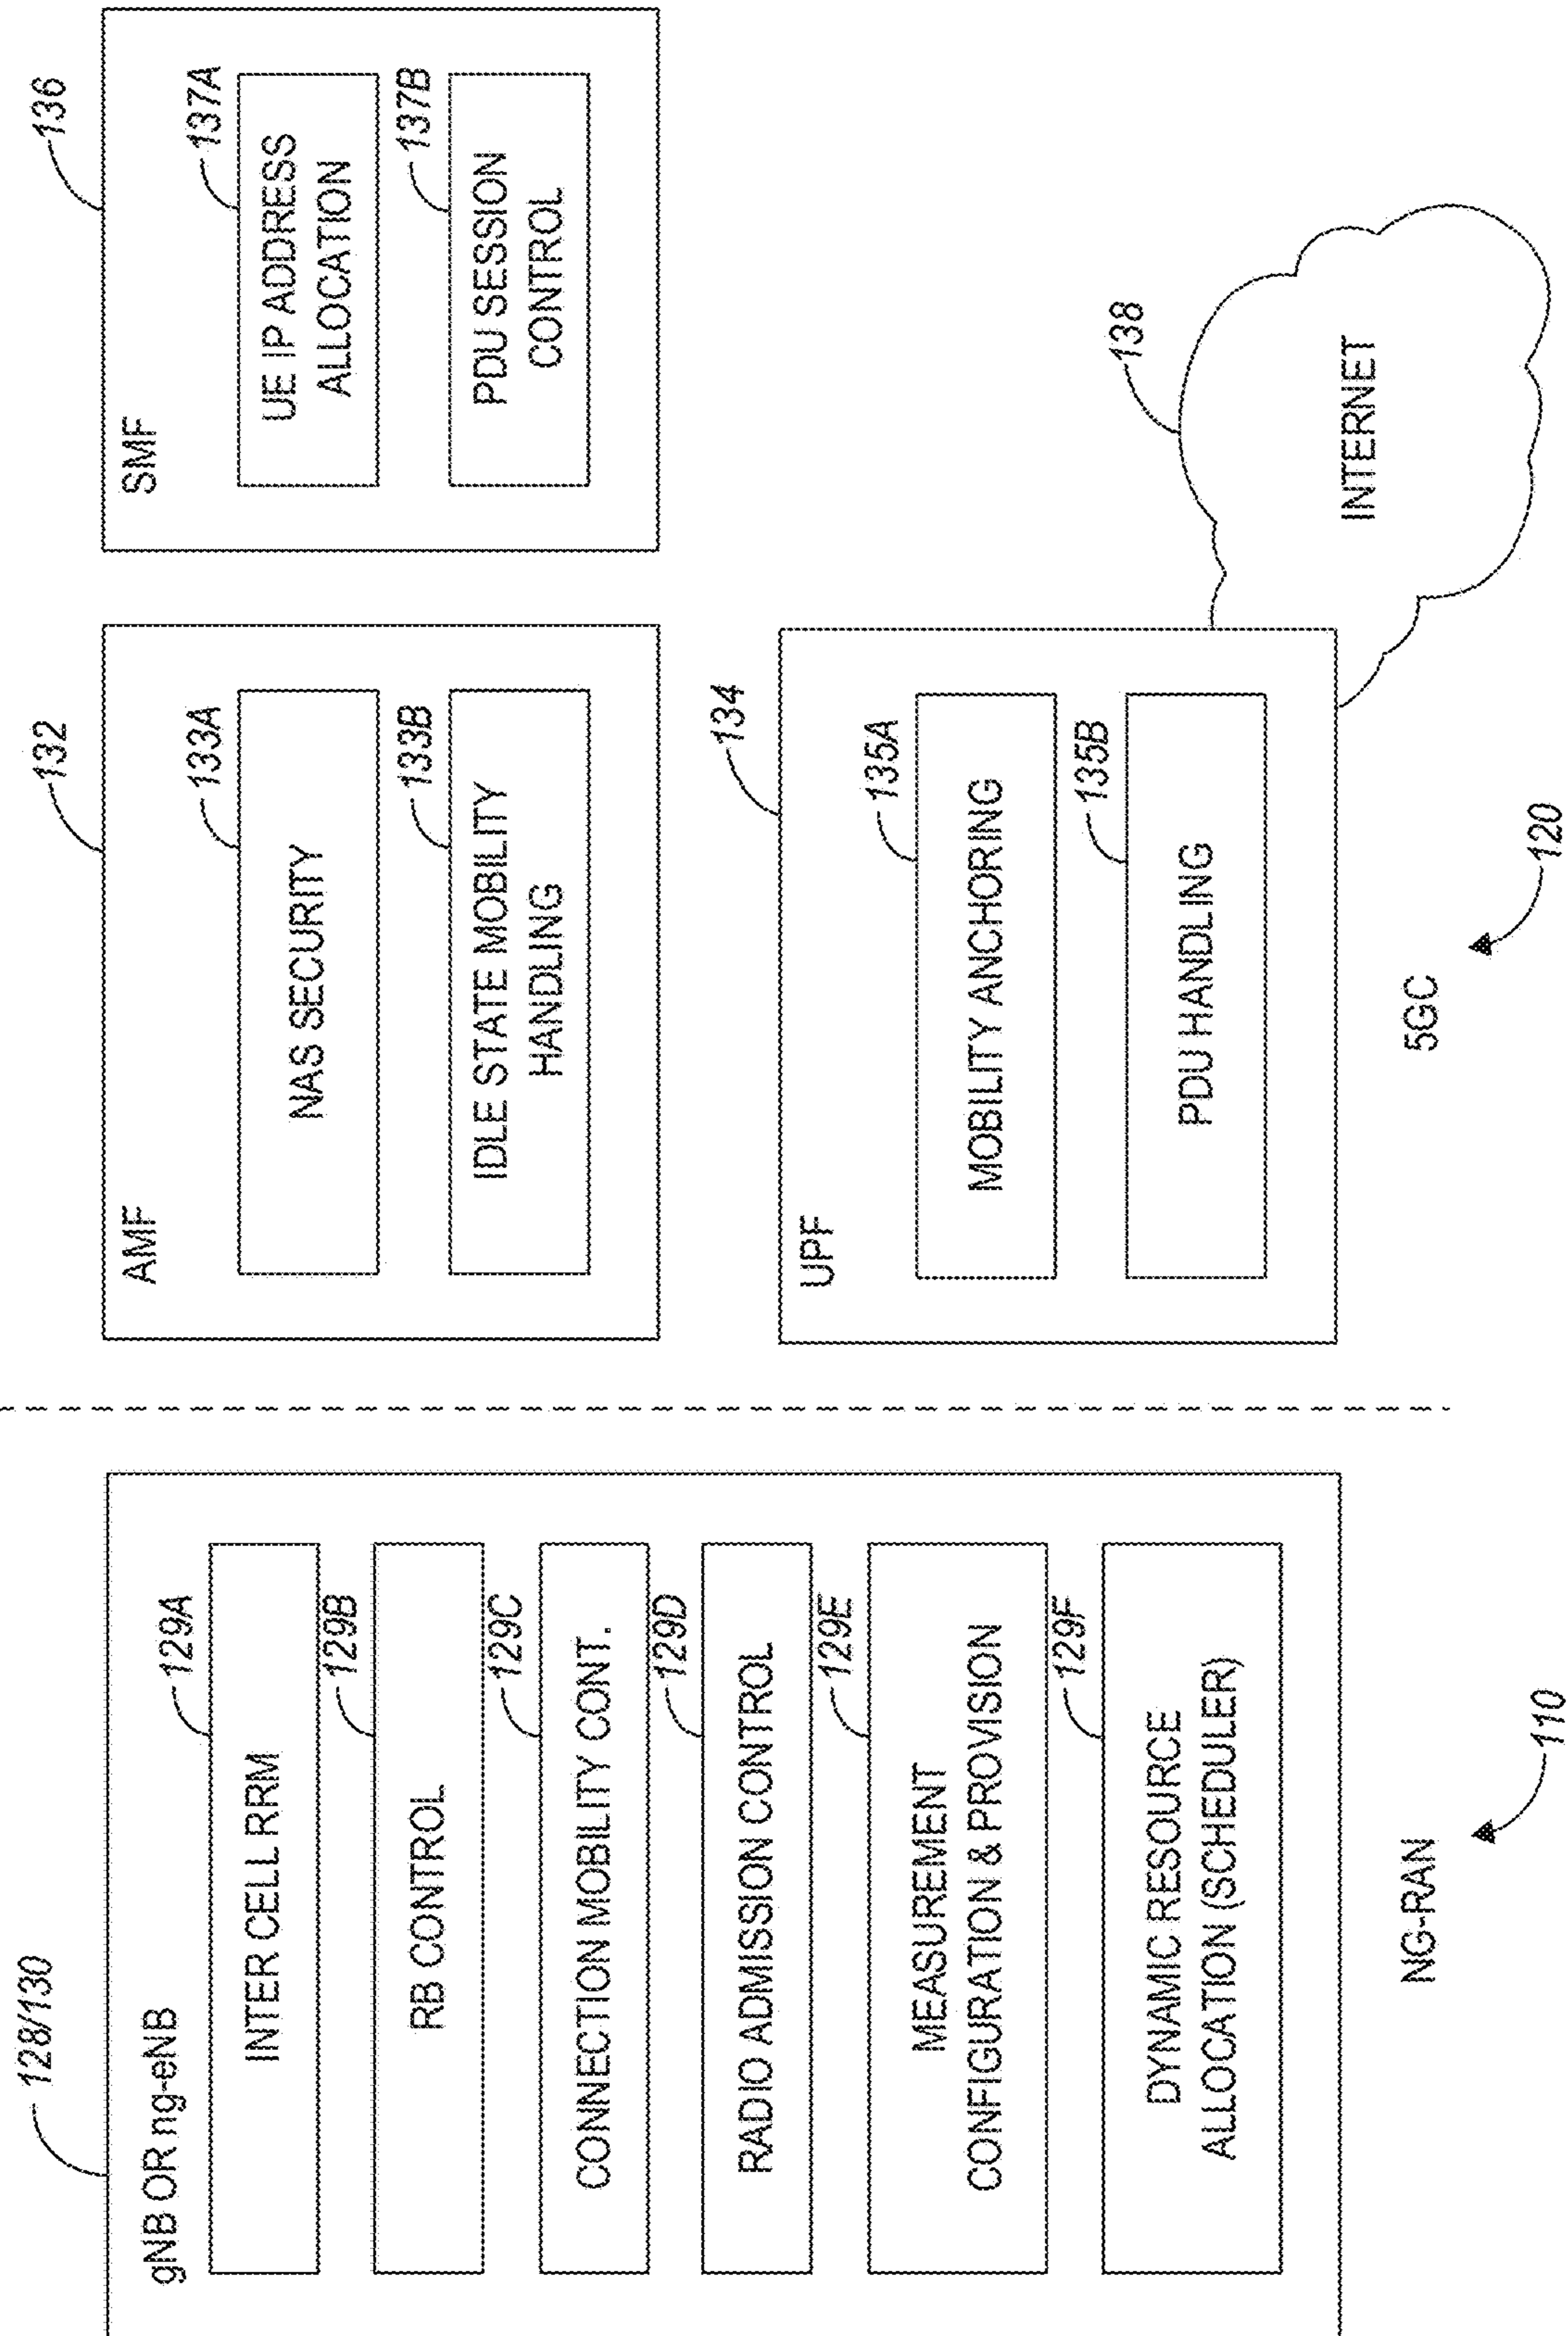 128/130
gNB OR ng-eNB
129A
INTER CELL RRM
129B
RB CONTROL
129C
CONNECTION MOBILITY CONT.
129D
RADIO ADMISSION CONTROL
129E
MEASUREMENT
CONFIGURATION & PROVISION
129F
DYNAMIC RESOURCE
ALLOCATION (SCHEDULER)
NG-RAN
110
132
AMF
133A
NAS SECURITY
133B
IDLE STATE MOBILITY
HANDLING
134
UPF
135A
MOBILITY ANCHORING
135B
PDU HANDLING
5GC
120
136
SMF
137A
UE IP ADDRESS
ALLOCATION
137B
PDU SESSION
CONTROL
138
INTERNET